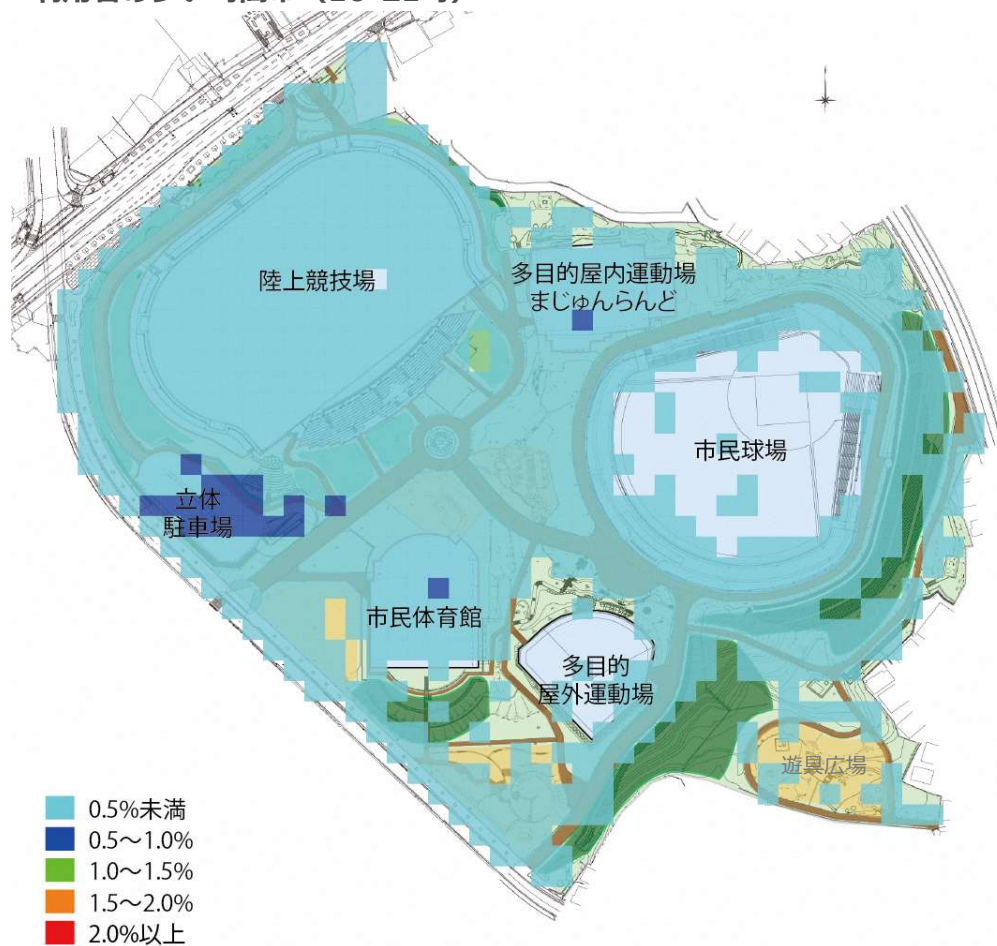 陸上競技場
多目的屋内運動場
まじゅんらんど
市民球場
立体
駐車場
市民体育館
多目的
屋外運動場
遊具広場
0.5%未満
0.5～1.0%
1.0～1.5%
1.5～2.0%
2.0%以上